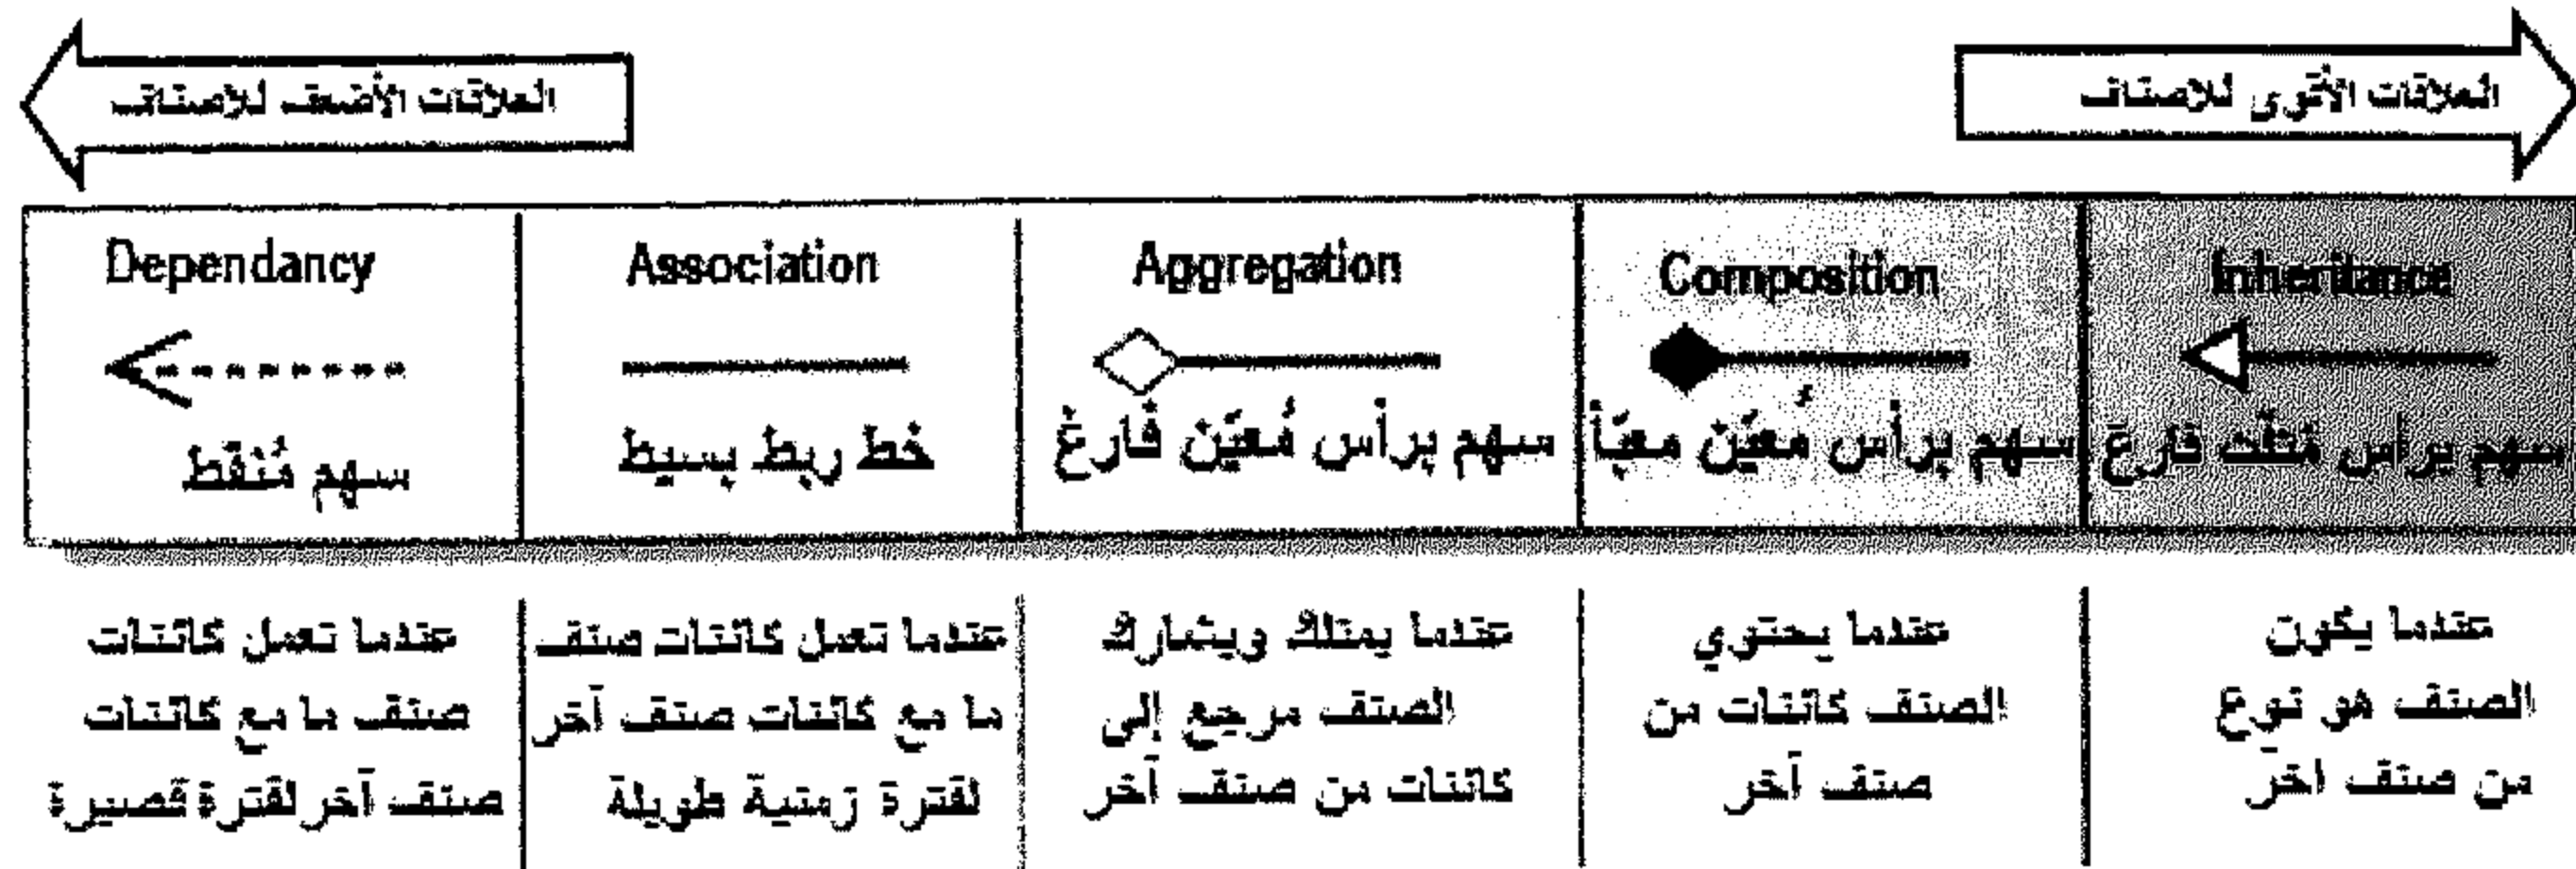 العلاقات الأضعف للأصناف
العلاقات الأقوى للأصناف
Dependancy
سهم مُنقط
عندما تعمل كائنات
صنف ما مع كائنات
صنف آخر لفترة قصيرة
Association
خط ربط بسيط
عندما تعمل كائنات صنف
ما مع كائنات صنف آخر
لفترة زمنية طويلة
Aggregation
سهم برأس مُعيّن فارغ
عندما يمتلك ويشارك
الصنف مرجع إلى
كائنات من صنف آخر
Composition
سهم برأس مُعيّن معبّأ
عندما يحتوي
الصنف كائنات من
صنف آخر
Inheritance
سهم برأس مُثلّث فارغ
عندما يكون
الصنف هو نوع
من صنف آخر